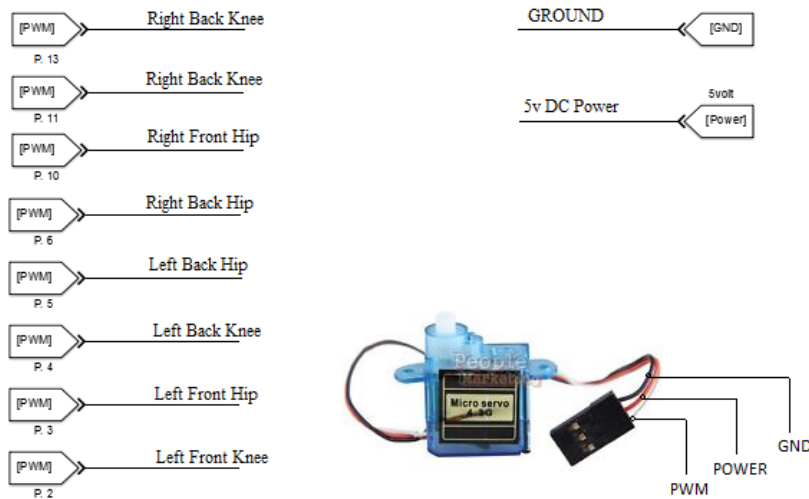 [PWM] Right Back Knee
P. 13
[PWM] Right Back Knee
P. 11
[PWM] Right Front Hip
P. 10
[PWM] Right Back Hip
P. 6
[PWM] Left Back Hip
P. 5
[PWM] Left Back Knee
P. 4
[PWM] Left Front Hip
P. 3
[PWM] Left Front Knee
P. 2
GROUND [GND]
5volt
5v DC Power [Power]
People
Marketing
Micro servo
4.3G
GND
POWER
PWM